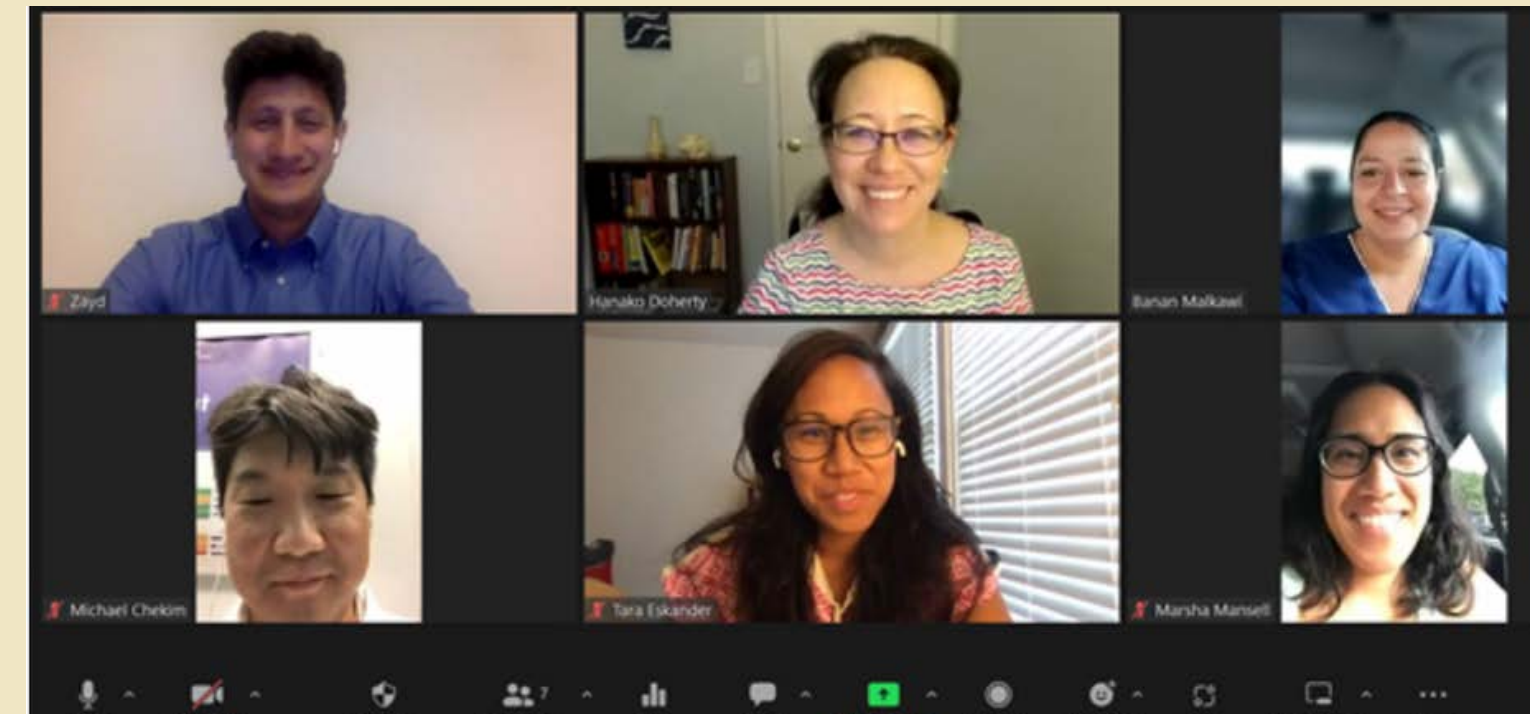 Zayd
Hanako Doherty
Banan Malkawi
Michael Chekim
Tara Eskander
Marsha Mansell
7